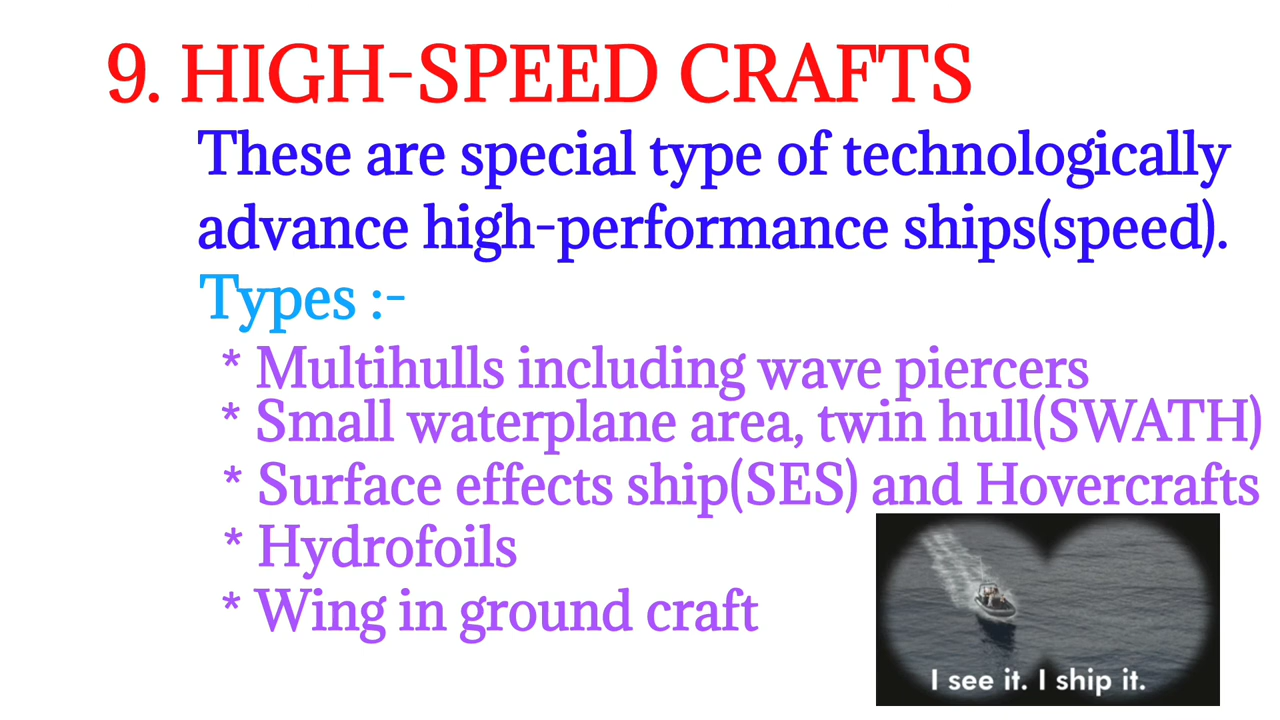 9. HIGH-SPEED CRAFTS
These are special type of technologically
advance high-performance ships(speed).
Types :-
* Multihulls including wave piercers
* Small waterplane area, twin hull(SWATH)
* Surface effects ship(SES) and Hovercrafts
* Hydrofoils
* Wing in ground craft
I see it. I ship it.